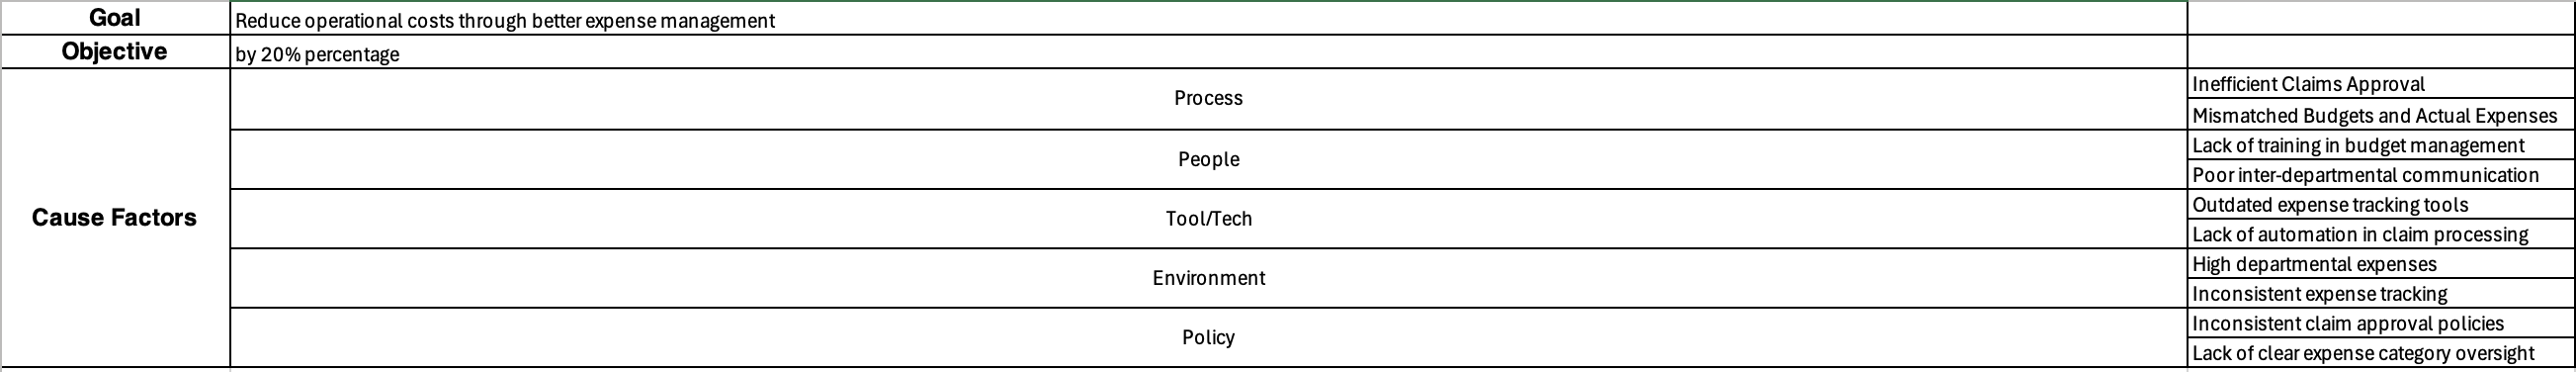 Goal
Reduce operational costs through better expense management
Objective
by 20% percentage
Cause Factors
Process
Inefficient Claims Approval
Mismatched Budgets and Actual Expenses
People
Lack of training in budget management
Poor inter-departmental communication
Tool/Tech
Outdated expense tracking tools
Lack of automation in claim processing
Environment
High departmental expenses
Inconsistent expense tracking
Policy
Inconsistent claim approval policies
Lack of clear expense category oversight